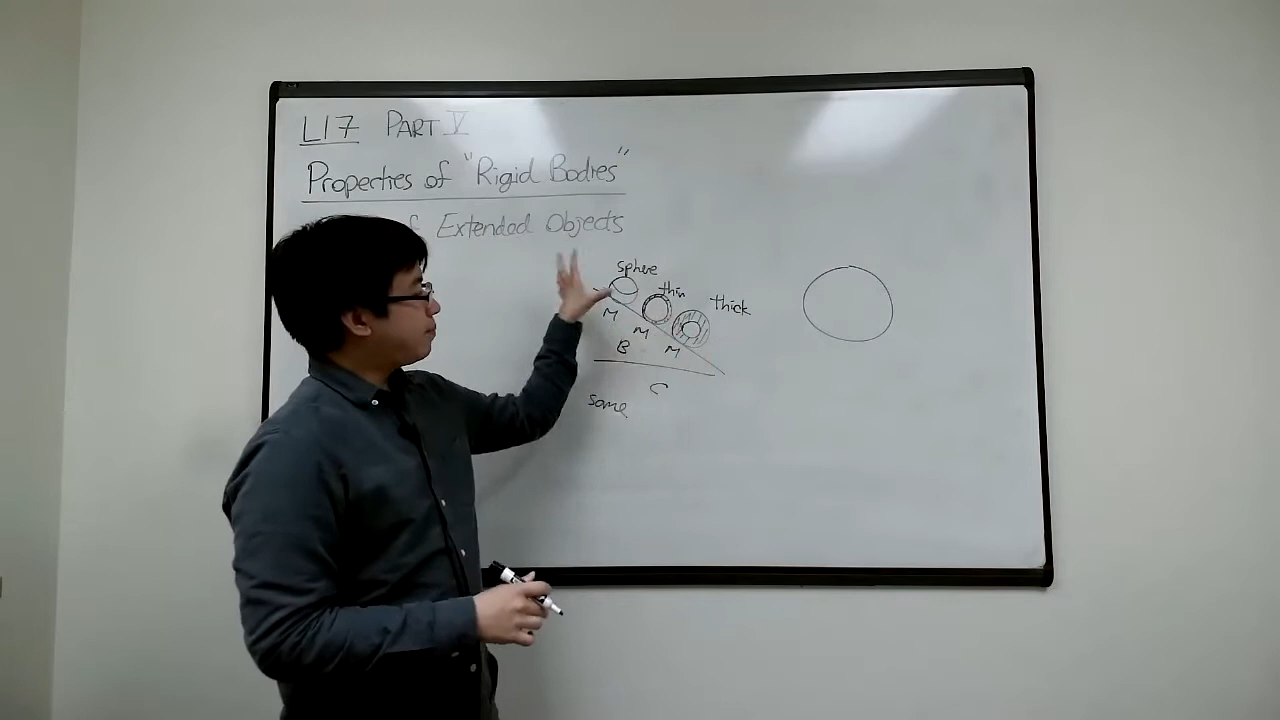 L17 PART V
Properties of "Rigid Bodies"
Extended Objects
sphere
thin
thick
M
M
M
B
C
same